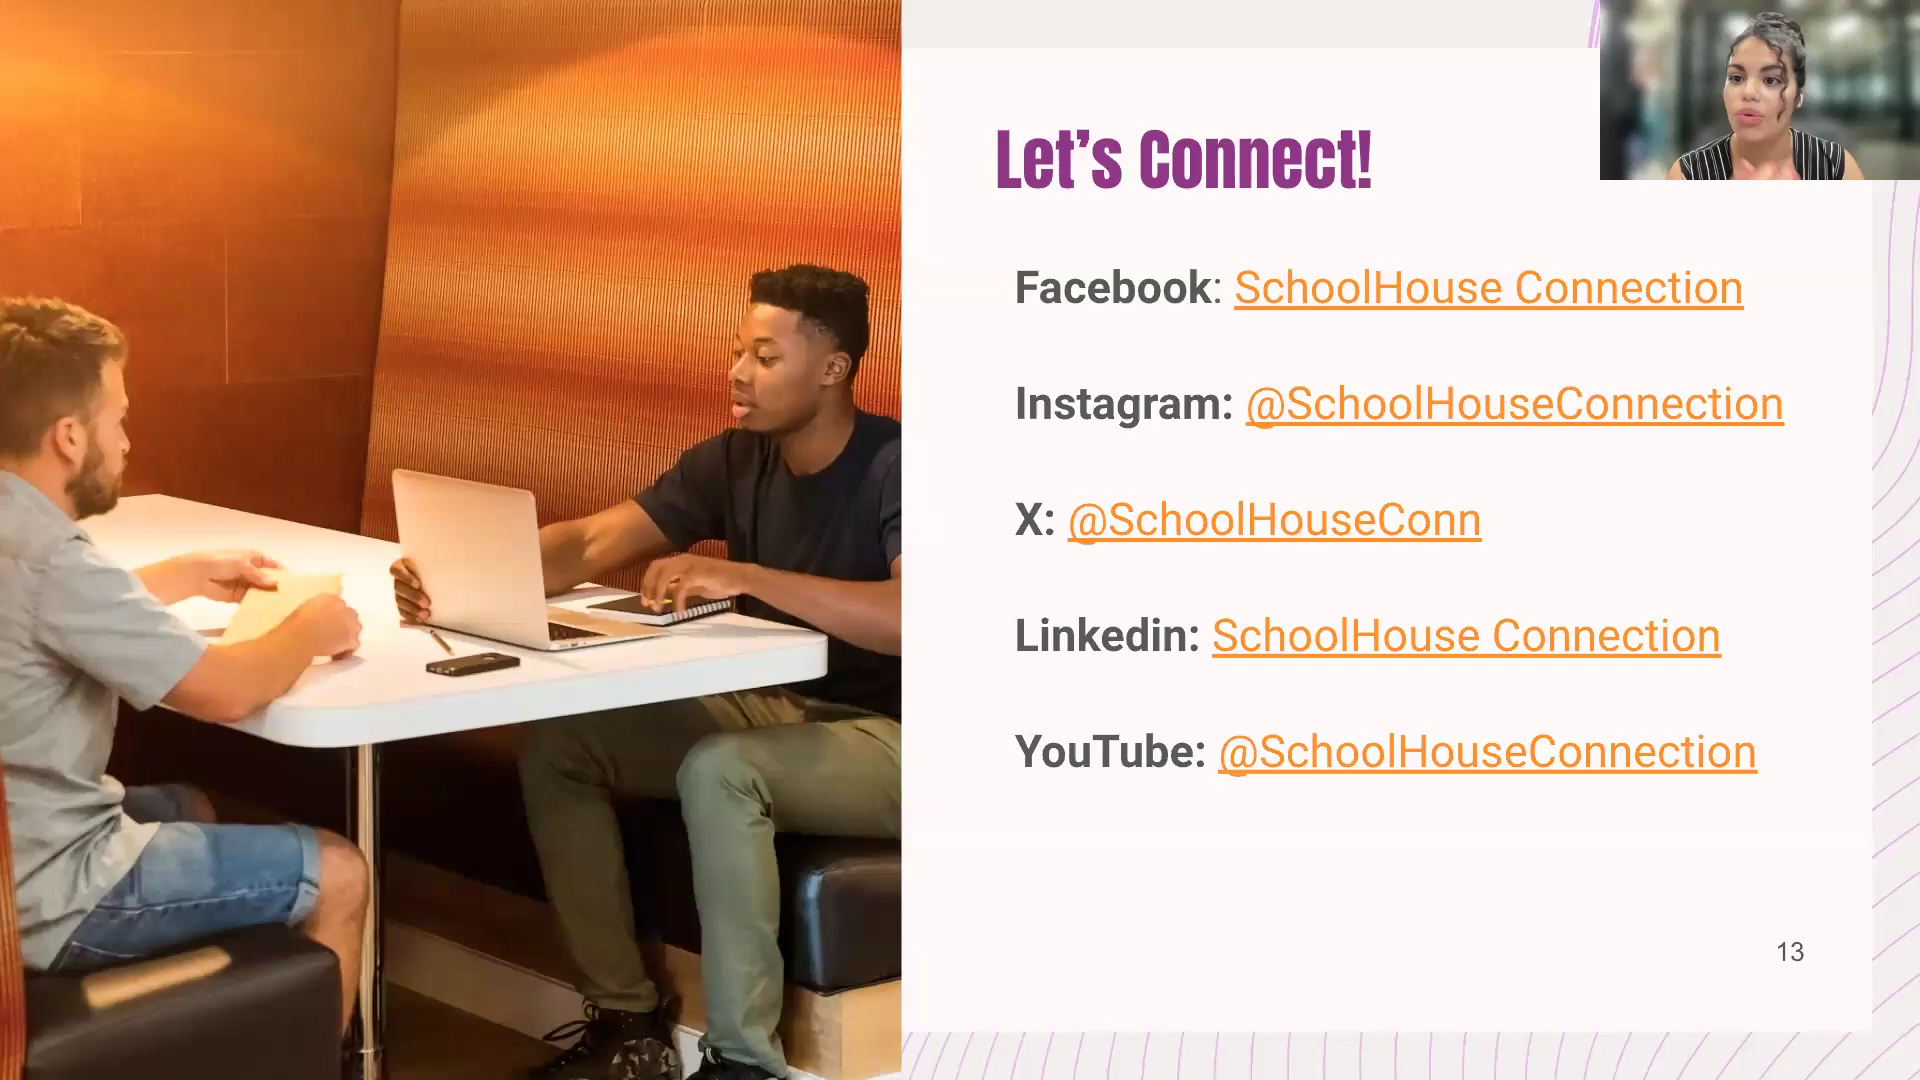 Let’s Connect!
Facebook: SchoolHouse Connection
Instagram: @SchoolHouseConnection
X: @SchoolHouseConn
Linkedin: SchoolHouse Connection
YouTube: @SchoolHouseConnection
13